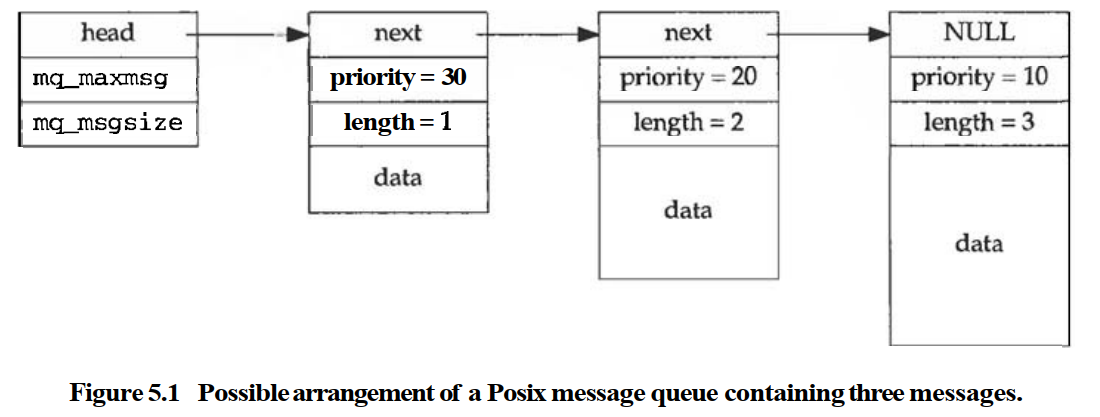 head
mq_maxmsg
mq_msgsize
next
priority = 30
length = 1
data
next
priority = 20
length = 2
data
NULL
priority = 10
length = 3
data
Figure 5.1 Possible arrangement of a Posix message queue containing three messages.